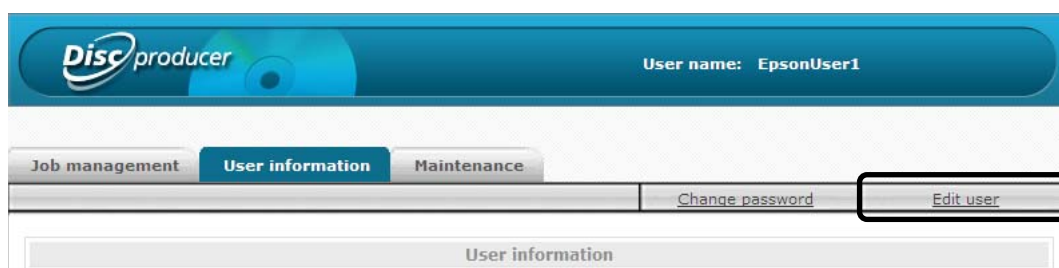 Disc producer
User name: EpsonUser1
Job management User information Maintenance
Change password Edit user
User information